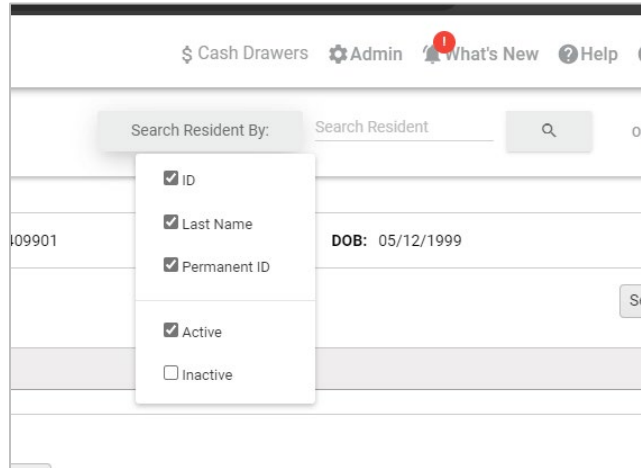 $ Cash Drawers Admin What's New Help
Search Resident By: Search Resident
ID
Last Name
409901 DOB: 05/12/1999
Permanent ID
Active
Inactive